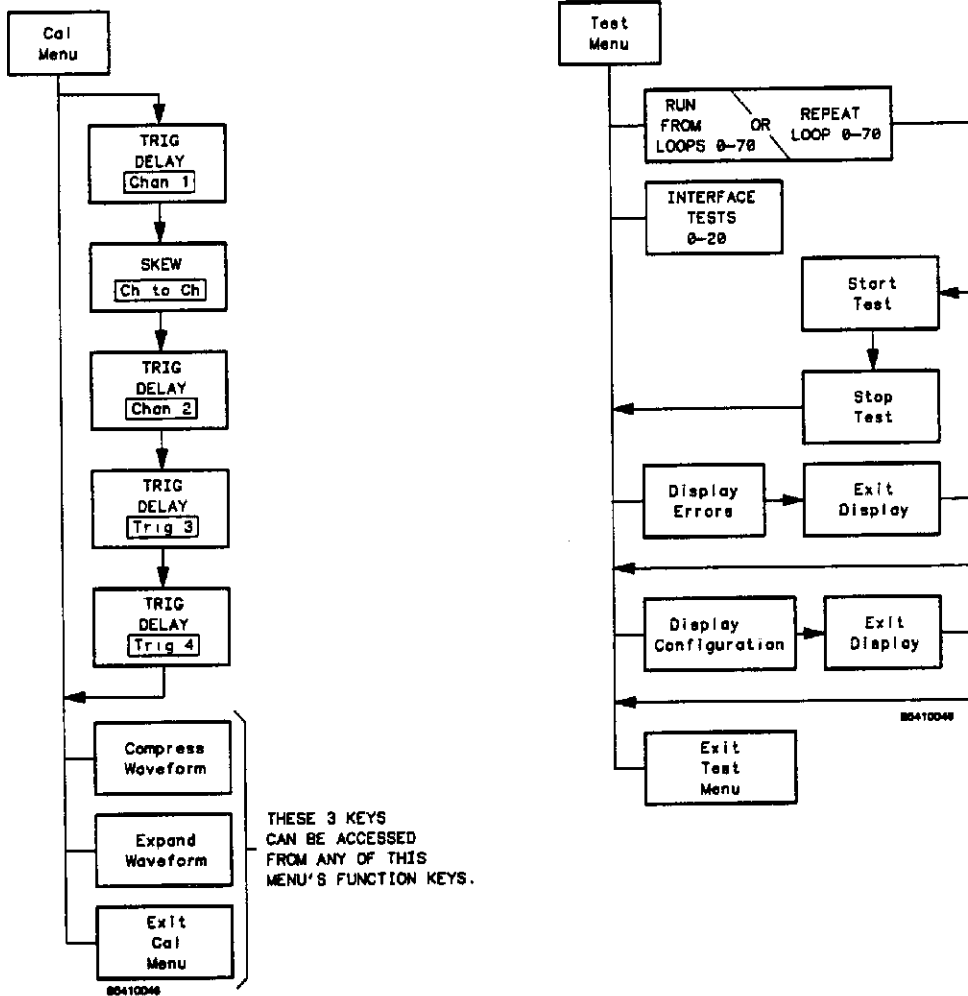 Cal
Menu
TRIG
DELAY
Chan 1
SKEW
Ch to Ch
TRIG
DELAY
Chan 2
TRIG
DELAY
Trig 3
TRIG
DELAY
Trig 4
Compress
Waveform
Expand
Waveform
Exit
Cal
Menu
THESE 3 KEYS
CAN BE ACCESSED
FROM ANY OF THIS
MENU'S FUNCTION KEYS.
Test
Menu
RUN
FROM
LOOPS 0-70
OR
REPEAT
LOOP 0-70
INTERFACE
TESTS
0-20
Start
Test
Stop
Test
Display
Errors
Exit
Display
Display
Configuration
Exit
Display
Exit
Test
Menu